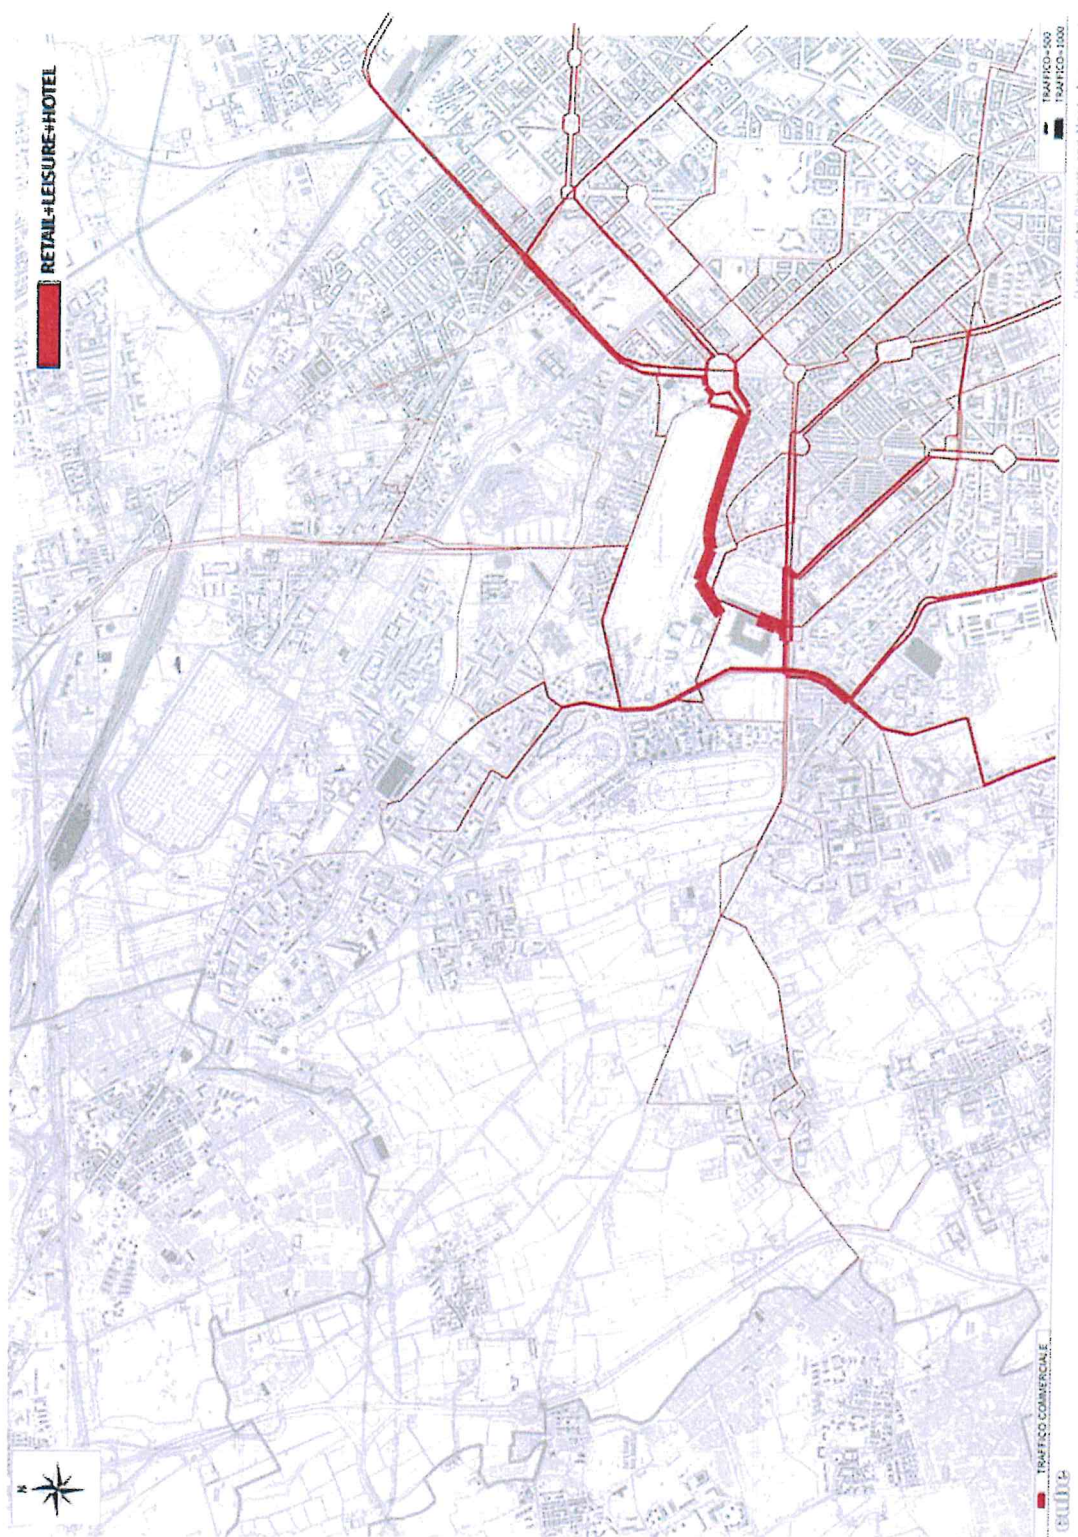 RETAIL+LEISURE+HOTEL
N
TRAFFICO COMMERCIALE
TRAFFICO=500
TRAFFICO=1000